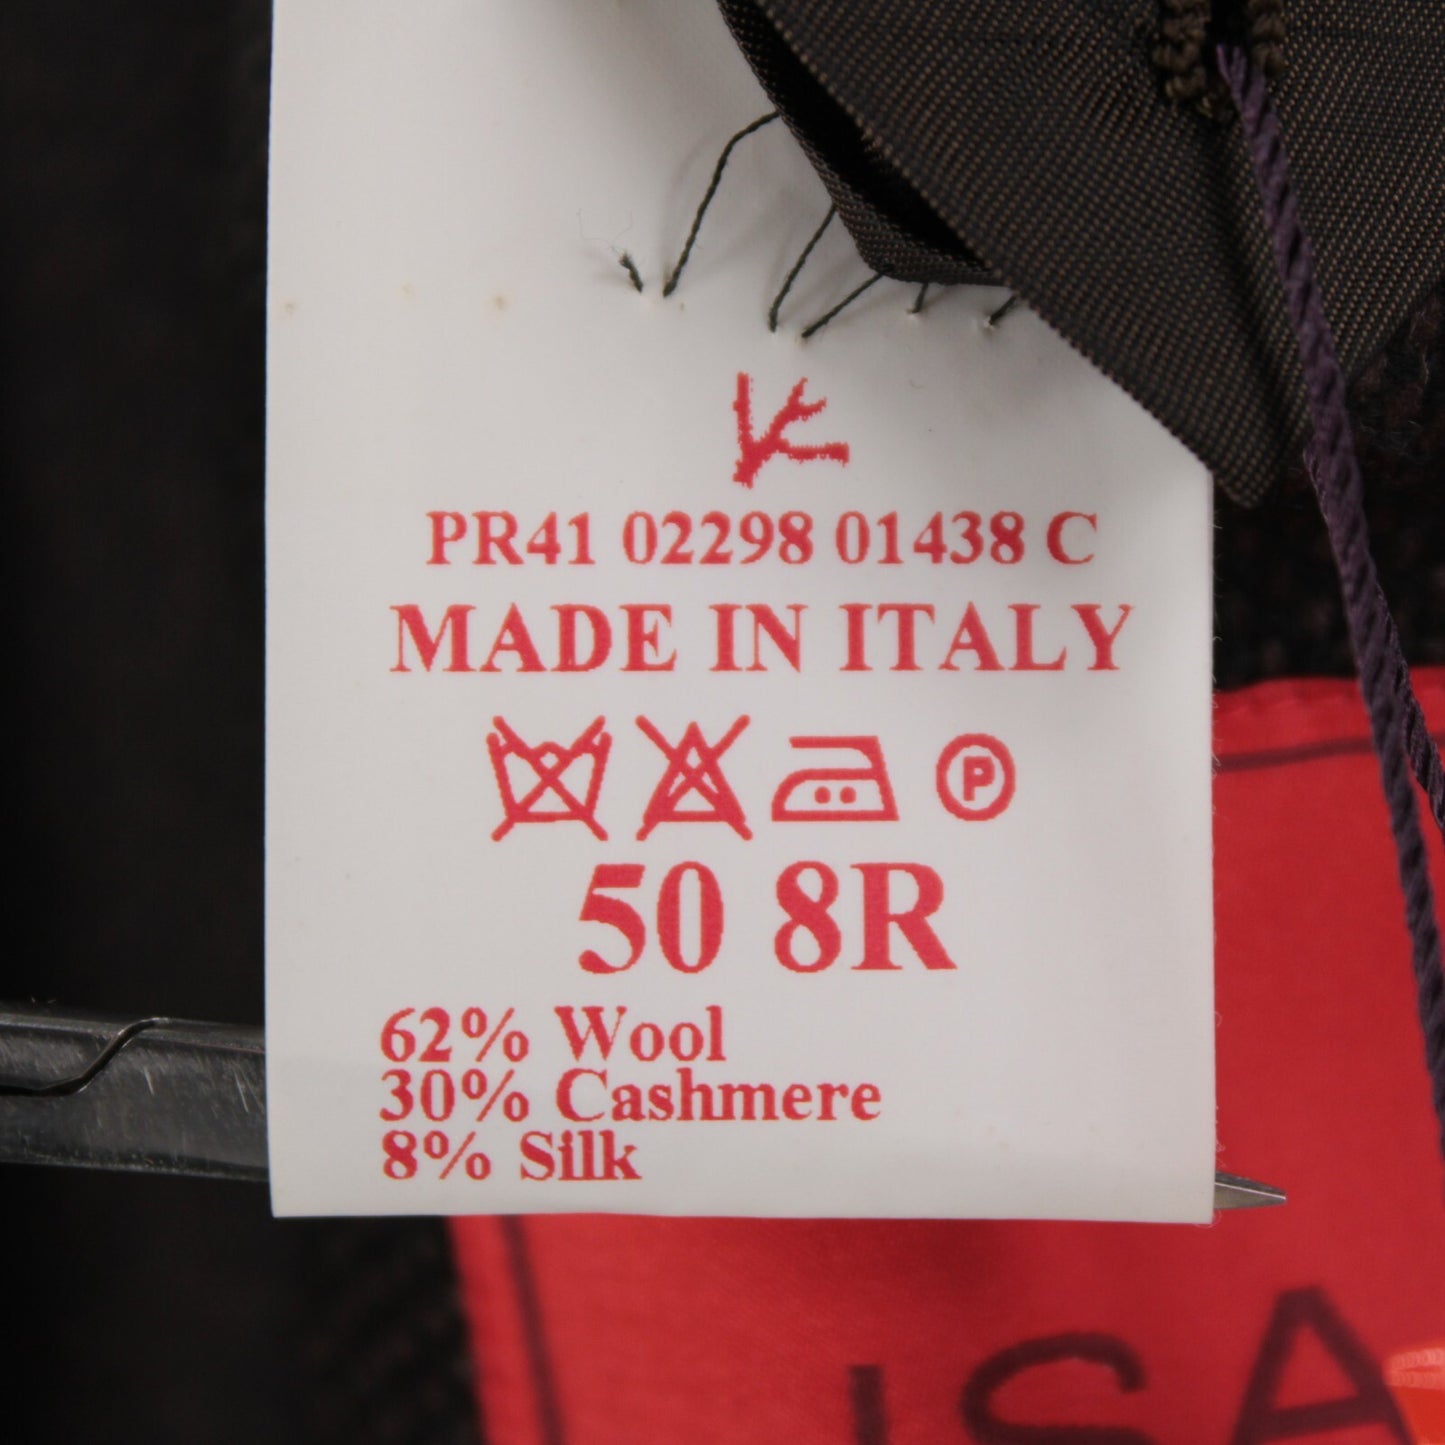 PR41 02298 01438 C
MADE IN ITALY
P
50 8R
62% Wool
30% Cashmere
8% Silk
ISA